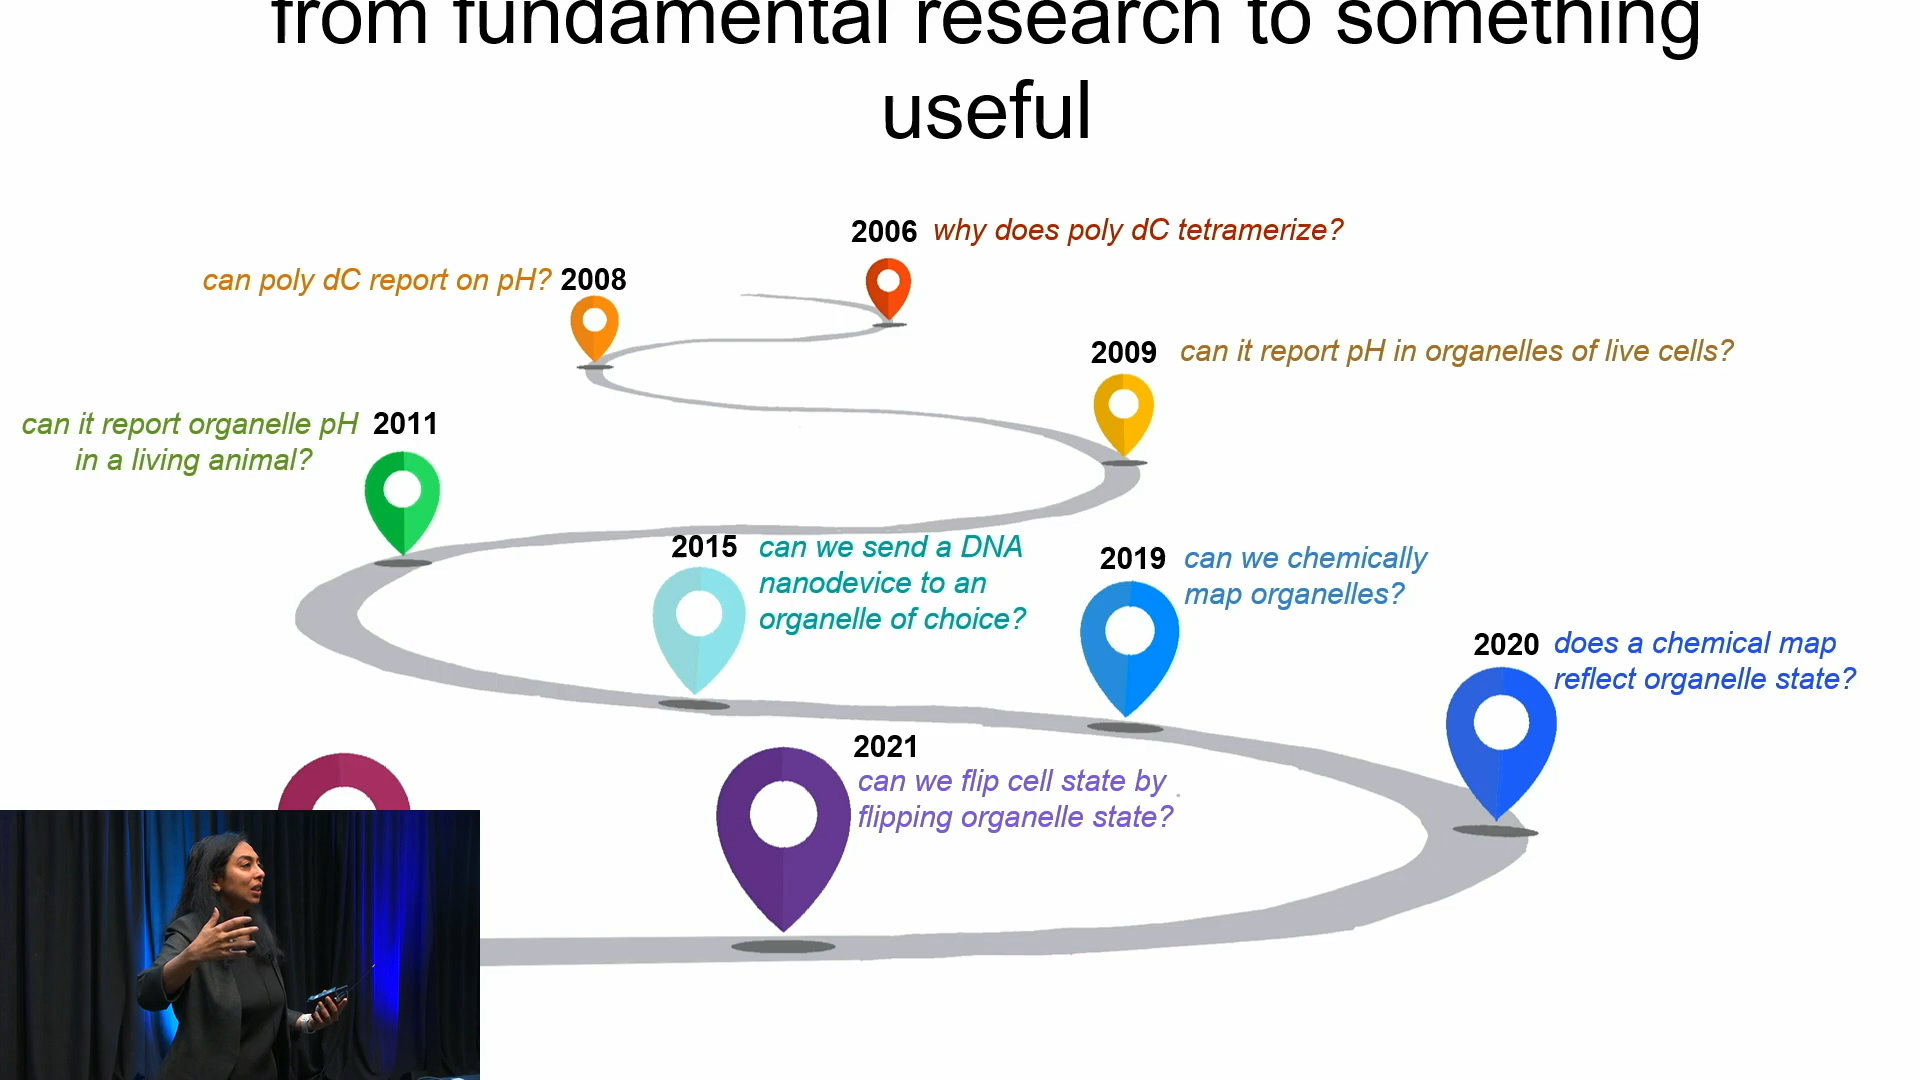 from fundamental research to something
useful
2006 why does poly dC tetramerize?
can poly dC report on pH? 2008
2009 can it report pH in organelles of live cells?
can it report organelle pH 2011
in a living animal?
2015 can we send a DNA
nanodevice to an
organelle of choice?
2019 can we chemically
map organelles?
2020 does a chemical map
reflect organelle state?
2021
can we flip cell state by
flipping organelle state?